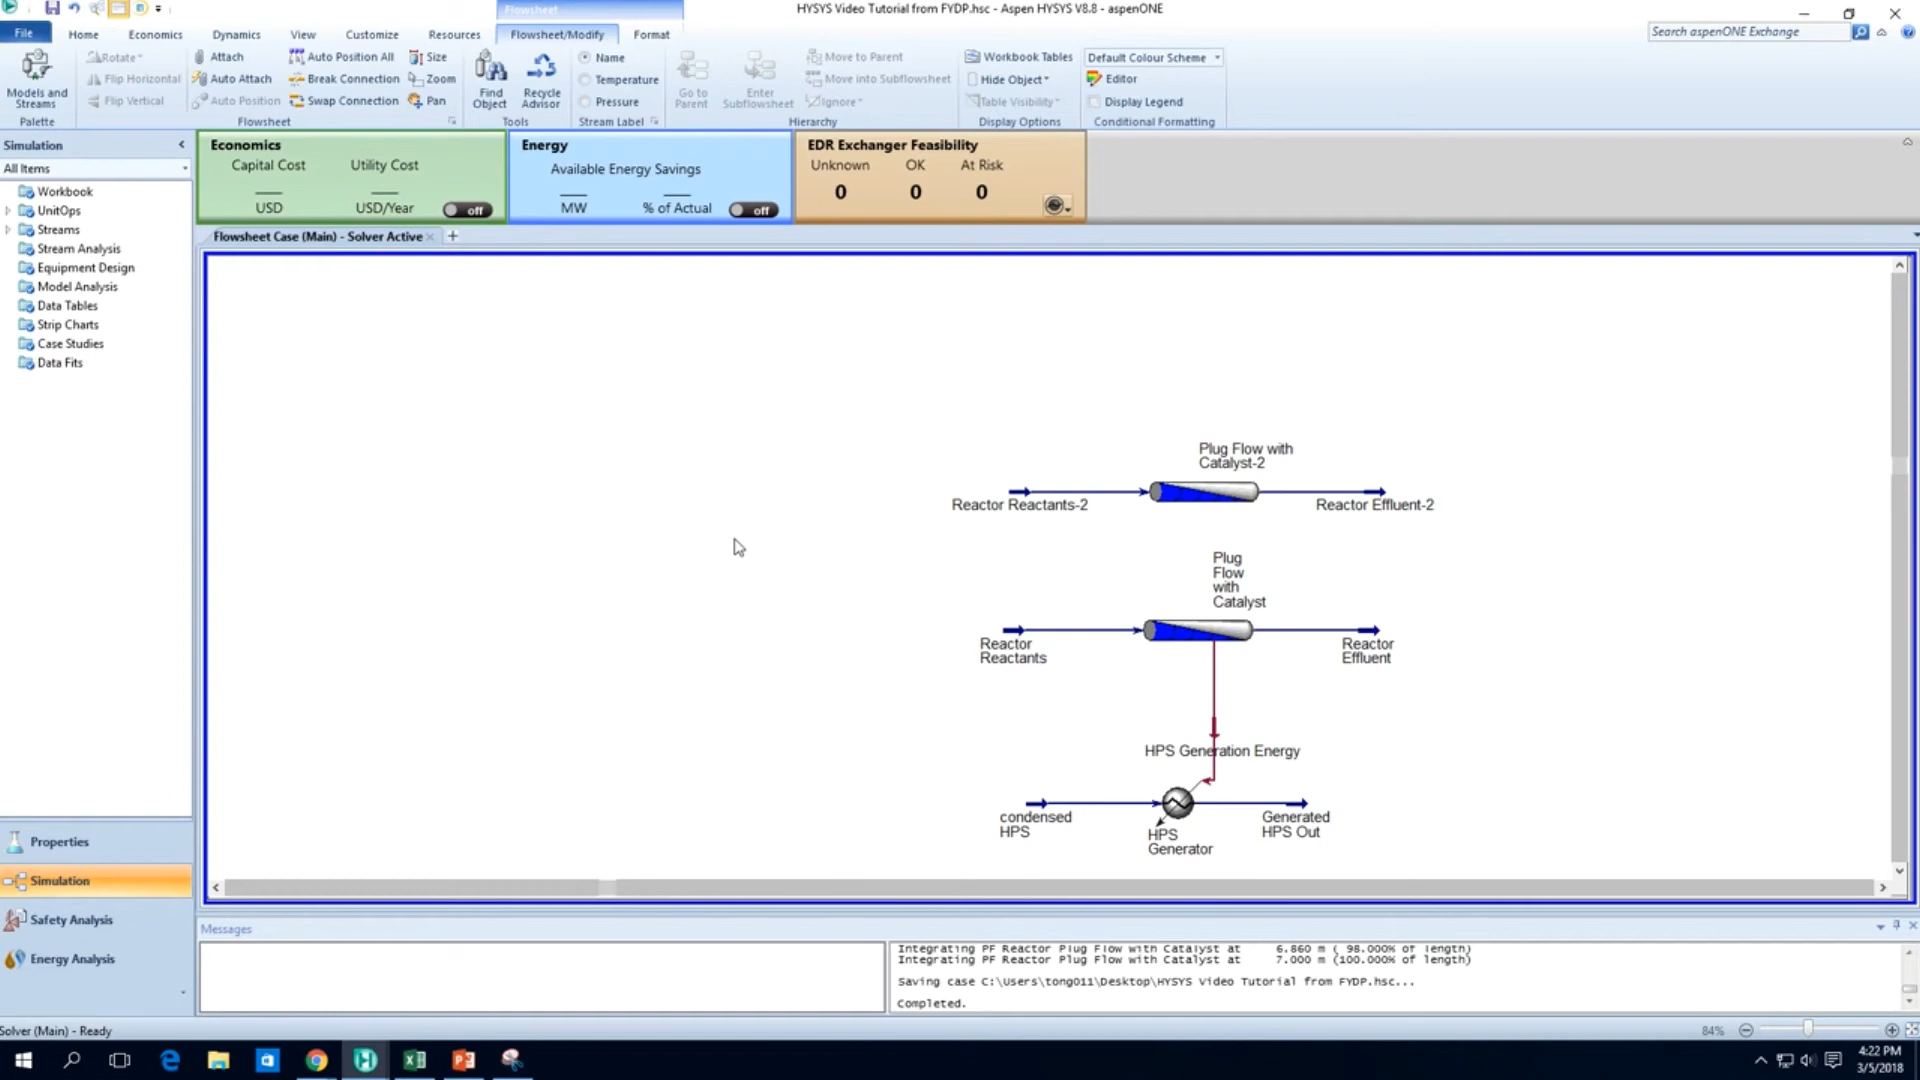 Flowsheet
HYSYS Video Tutorial from FYDP.hsc - Aspen HYSYS V8.8 - aspenONE
File
Home
Economics
Dynamics
View
Customize
Resources
Flowsheet/Modify
Format
Search aspenONE Exchange
Models and
Streams
Palette
Rotate
Flip Horizontal
Flip Vertical
Attach
Auto Attach
Auto Position
Auto Position All
Break Connection
Swap Connection
Size
Zoom
Pan
Flowsheet
Find
Object
Recycle
Advisor
Tools
Name
Temperature
Pressure
Stream Label
Go to
Parent
Enter
Subflowsheet
Move to Parent
Move into Subflowsheet
Ignore
Hierarchy
Workbook Tables
Hide Object
Table Visibility
Display Options
Default Colour Scheme
Editor
Display Legend
Conditional Formatting
Simulation
All Items
Workbook
UnitOps
Streams
Stream Analysis
Equipment Design
Model Analysis
Data Tables
Strip Charts
Case Studies
Data Fits
Properties
Simulation
Safety Analysis
Energy Analysis
Economics
Capital Cost
Utility Cost
USD
USD/Year
off
Energy
Available Energy Savings
MW
% of Actual
off
EDR Exchanger Feasibility
Unknown
OK
At Risk
0
0
0
Flowsheet Case (Main) - Solver Active
Plug Flow with
Catalyst-2
Reactor Reactants-2
Reactor Effluent-2
Plug
Flow
with
Catalyst
Reactor
Reactants
Reactor
Effluent
HPS Generation Energy
condensed
HPS
HPS
Generator
Generated
HPS Out
Messages
Integrating PF Reactor Plug Flow with Catalyst at 6.860 m ( 98.000% of length)
Integrating PF Reactor Plug Flow with Catalyst at 7.000 m (100.000% of length)
Saving case C:\Users\tong011\Desktop\HYSYS Video Tutorial from FYDP.hsc...
Completed.
Solver (Main) - Ready
84%
4:22 PM
3/5/2018